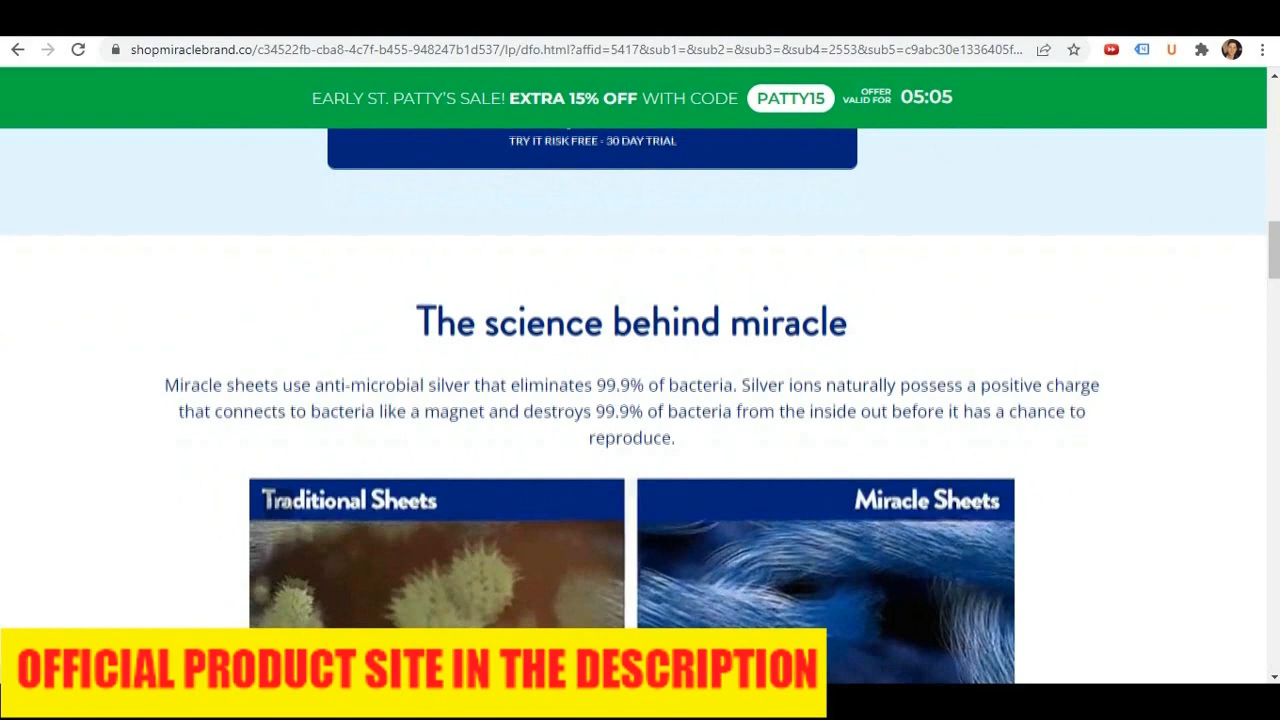 shopmiraclebrand.co/c34522fb-cba8-4c7f-b455-948247b1d537/lp/dfo.html?affid=5417&sub1=&sub2=&sub3=&sub4=2553&sub5=c9abc30e1336405f...
EARLY ST. PATTY'S SALE! EXTRA 15% OFF WITH CODE PATTY15 OFFER VALID FOR 05:05
TRY IT RISK FREE - 30 DAY TRIAL
The science behind miracle
Miracle sheets use anti-microbial silver that eliminates 99.9% of bacteria. Silver ions naturally possess a positive charge
that connects to bacteria like a magnet and destroys 99.9% of bacteria from the inside out before it has a chance to
reproduce.
Traditional Sheets
Miracle Sheets
OFFICIAL PRODUCT SITE IN THE DESCRIPTION